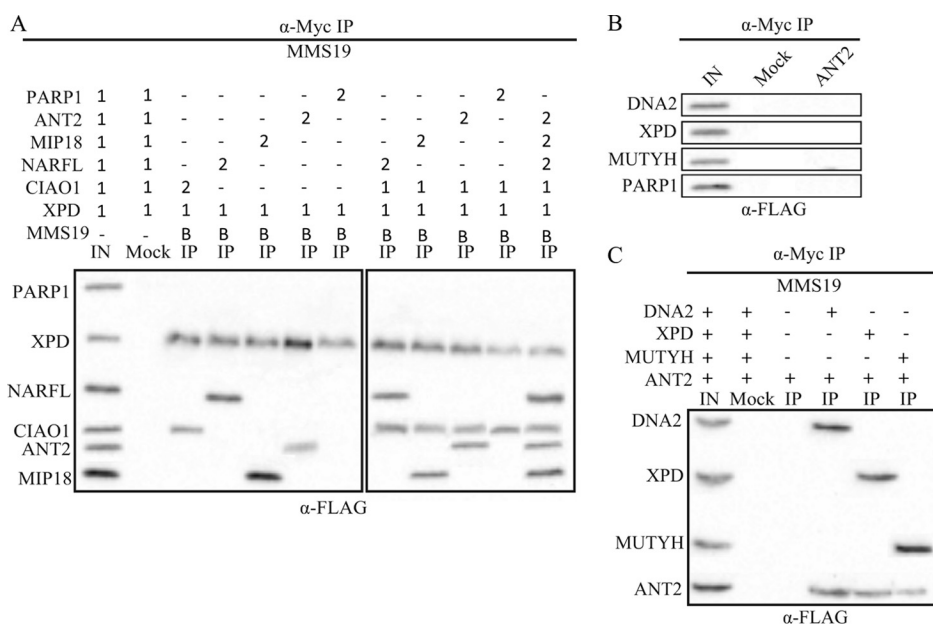 A
α-Myc IP
MMS19
PARP1 1 1 - - - - 2 - - - 2 -
ANT2 1 1 - - - 2 - - - 2 - 2
MIP18 1 1 - - 2 - - - 2 - - 2
NARFL 1 1 - 2 - - - 2 - - - 2
CIAO1 1 1 2 - - - - 1 1 1 1 1
XPD 1 1 1 1 1 1 1 1 1 1 1 1
MMS19 - - B B B B B B B B B B
IN Mock IP IP IP IP IP IP IP IP IP IP
PARP1
XPD
NARFL
CIAO1
ANT2
MIP18
α-FLAG
B
α-Myc IP
IN Mock ANT2
DNA2
XPD
MUTYH
PARP1
α-FLAG
C
α-Myc IP
MMS19
DNA2 + + - + - -
XPD + + - - + -
MUTYH + + - - - +
ANT2 + + + + + +
IN Mock IP IP IP IP
DNA2
XPD
MUTYH
ANT2
α-FLAG